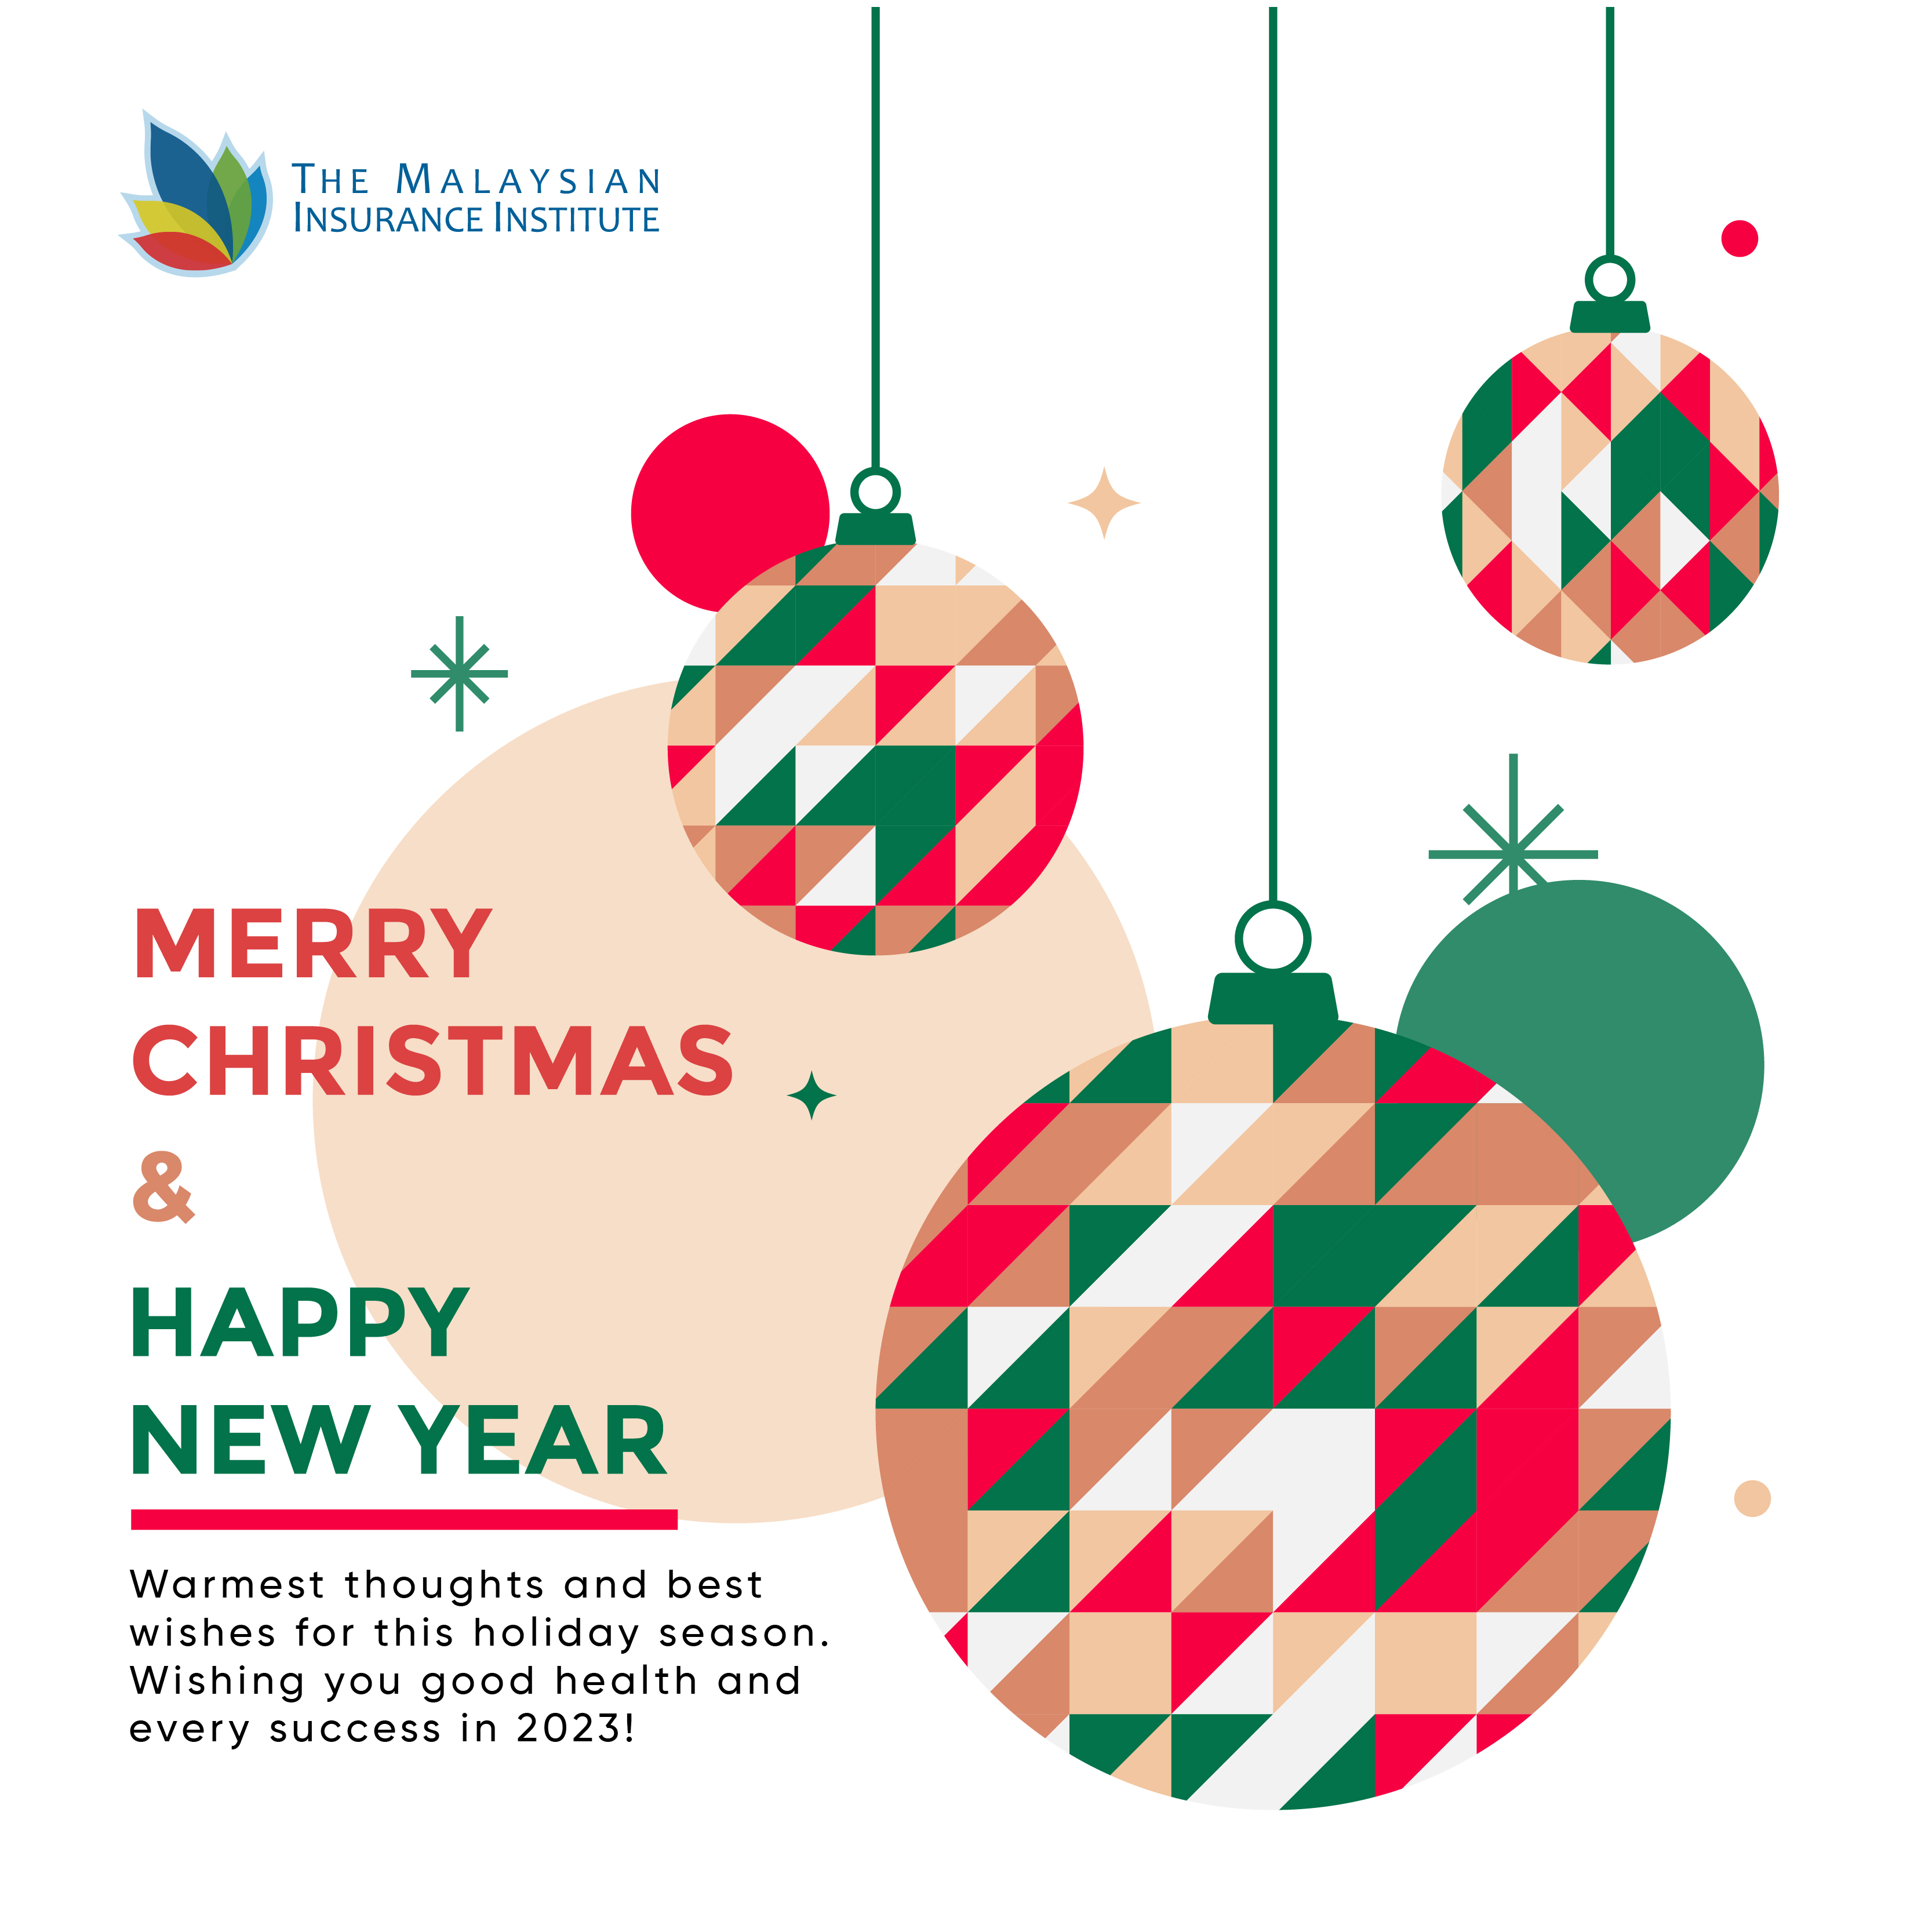 THE MALAYSIAN
INSURANCE INSTITUTE
MERRY
CHRISTMAS
&
HAPPY
NEW YEAR
Warmest thoughts and best
wishes for this holiday season.
Wishing you good health and
every success in 2023!